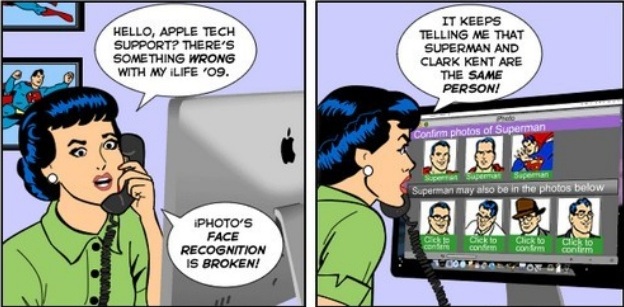 HELLO, APPLE TECH
SUPPORT? THERE'S
SOMETHING WRONG
WITH MY iLIFE '09.
iPHOTO'S
FACE
RECOGNITION
IS BROKEN!
IT KEEPS
TELLING ME THAT
SUPERMAN AND
CLARK KENT ARE
THE SAME
PERSON!
iPhoto
Confirm photos of Superman
Superman Superman Superman
Superman may also be in the photos below
Click to Click to Click to Click to
confirm confirm confirm confirm